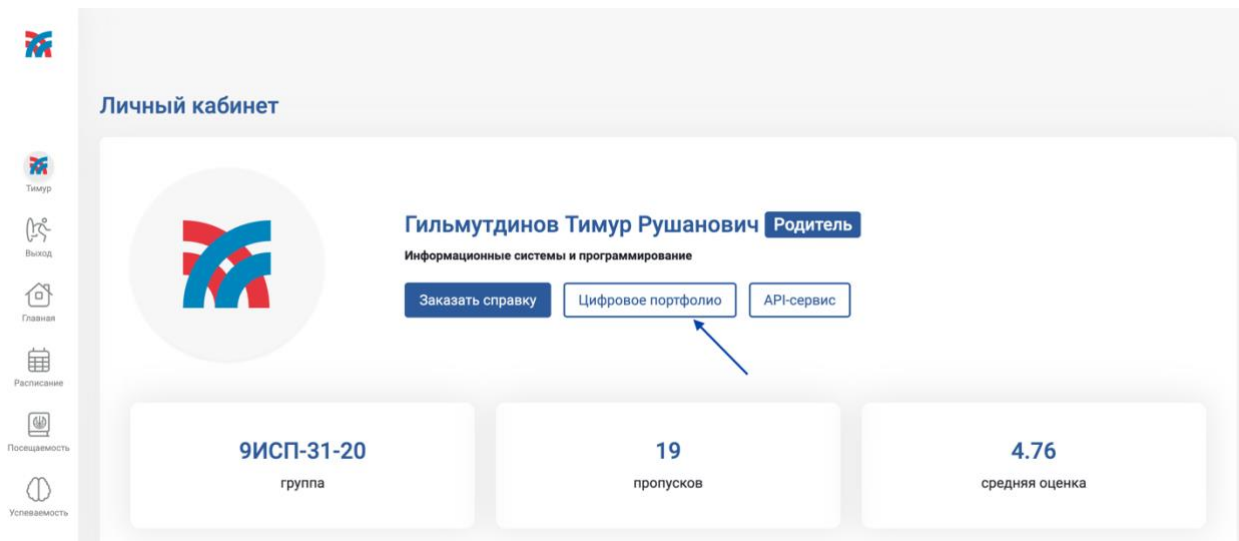 Личный кабинет
Тимур
Выход
Главная
Расписание
Посещаемость
Успеваемость
Гильмутдинов Тимур Рушанович Родитель
Информационные системы и программирование
Заказать справку Цифровое портфолио API-сервис
9ИСП-31-20
группа
19
пропусков
4.76
средняя оценка